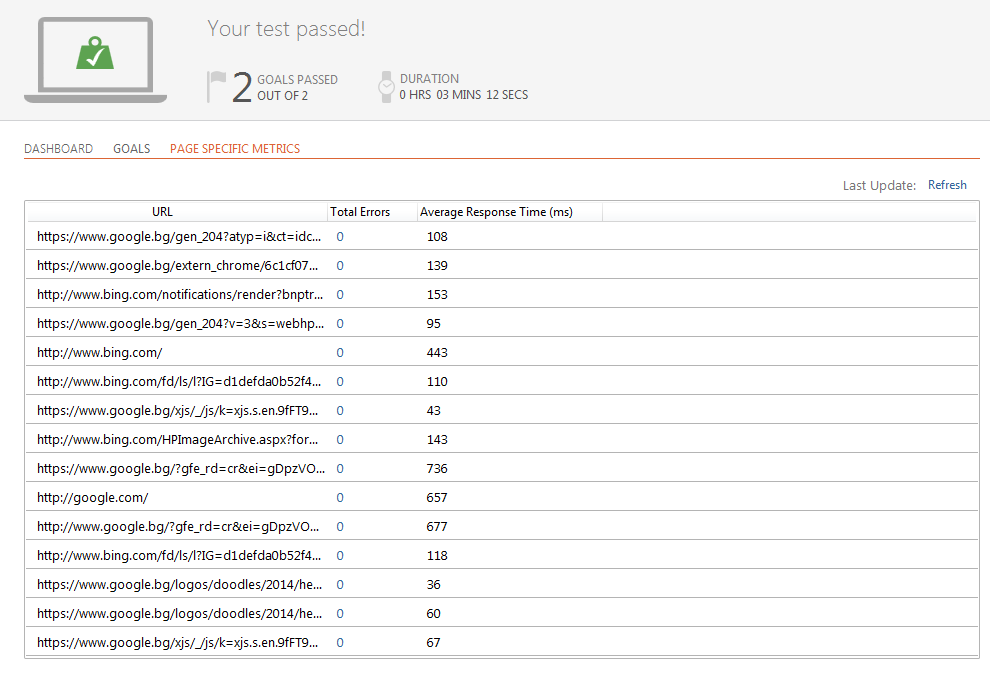 Your test passed!
2 GOALS PASSED OUT OF 2
DURATION
0 HRS 03 MINS 12 SECS
DASHBOARD GOALS PAGE SPECIFIC METRICS
Last Update: Refresh
URL Total Errors Average Response Time (ms)
https://www.google.bg/gen_204?atyp=i&ct=idc... 0 108
https://www.google.bg/extern_chrome/6c1cf07... 0 139
http://www.bing.com/notifications/render?bnptr... 0 153
https://www.google.bg/gen_204?v=3&s=webhp... 0 95
http://www.bing.com/ 0 443
http://www.bing.com/fd/ls/l?IG=d1defda0b52f4... 0 110
https://www.google.bg/xjs/_/js/k=xjs.s.en.9fFT9... 0 43
http://www.bing.com/HPImageArchive.aspx?for... 0 143
https://www.google.bg/?gfe_rd=cr&ei=gDpzVO... 0 736
http://google.com/ 0 657
http://www.google.bg/?gfe_rd=cr&ei=gDpzVO... 0 677
http://www.bing.com/fd/ls/l?IG=d1defda0b52f4... 0 118
https://www.google.bg/logos/doodles/2014/he... 0 36
https://www.google.bg/logos/doodles/2014/he... 0 60
https://www.google.bg/xjs/_/js/k=xjs.s.en.9fFT9... 0 67